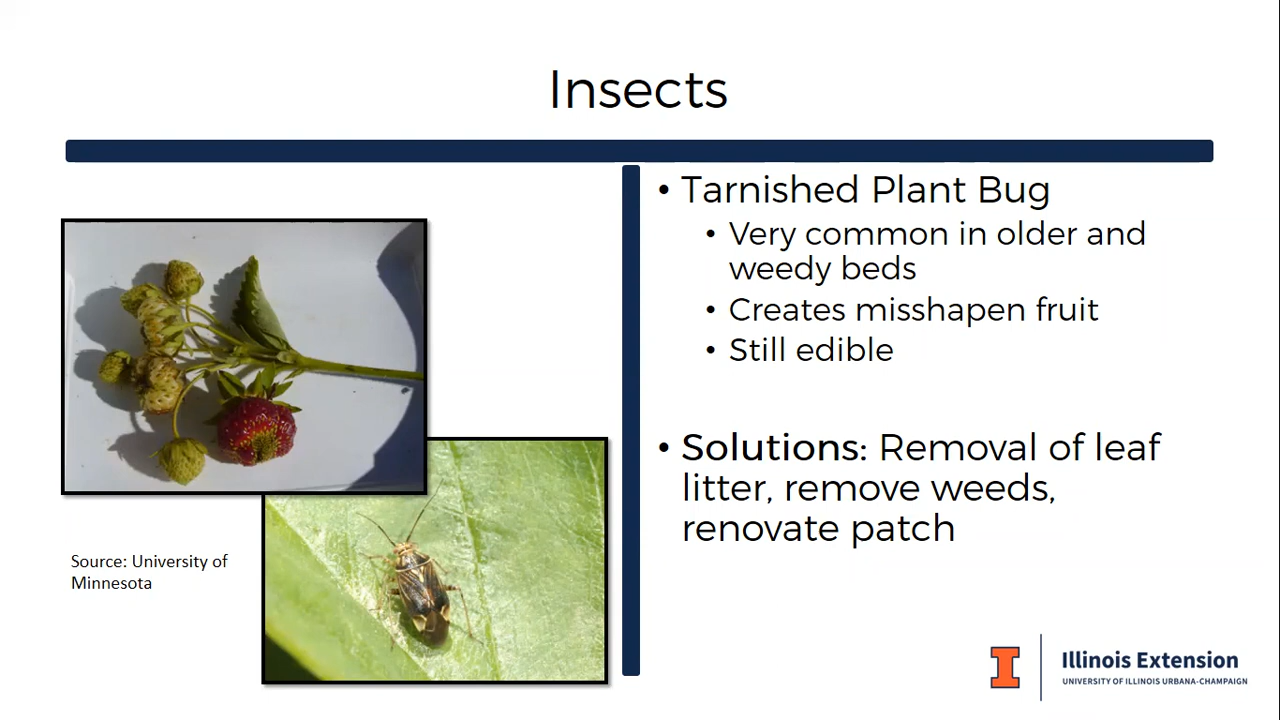 Insects
• Tarnished Plant Bug
• Very common in older and
weedy beds
• Creates misshapen fruit
• Still edible
• Solutions: Removal of leaf
litter, remove weeds,
renovate patch
Source: University of
Minnesota
I
Illinois Extension
UNIVERSITY OF ILLINOIS URBANA-CHAMPAIGN